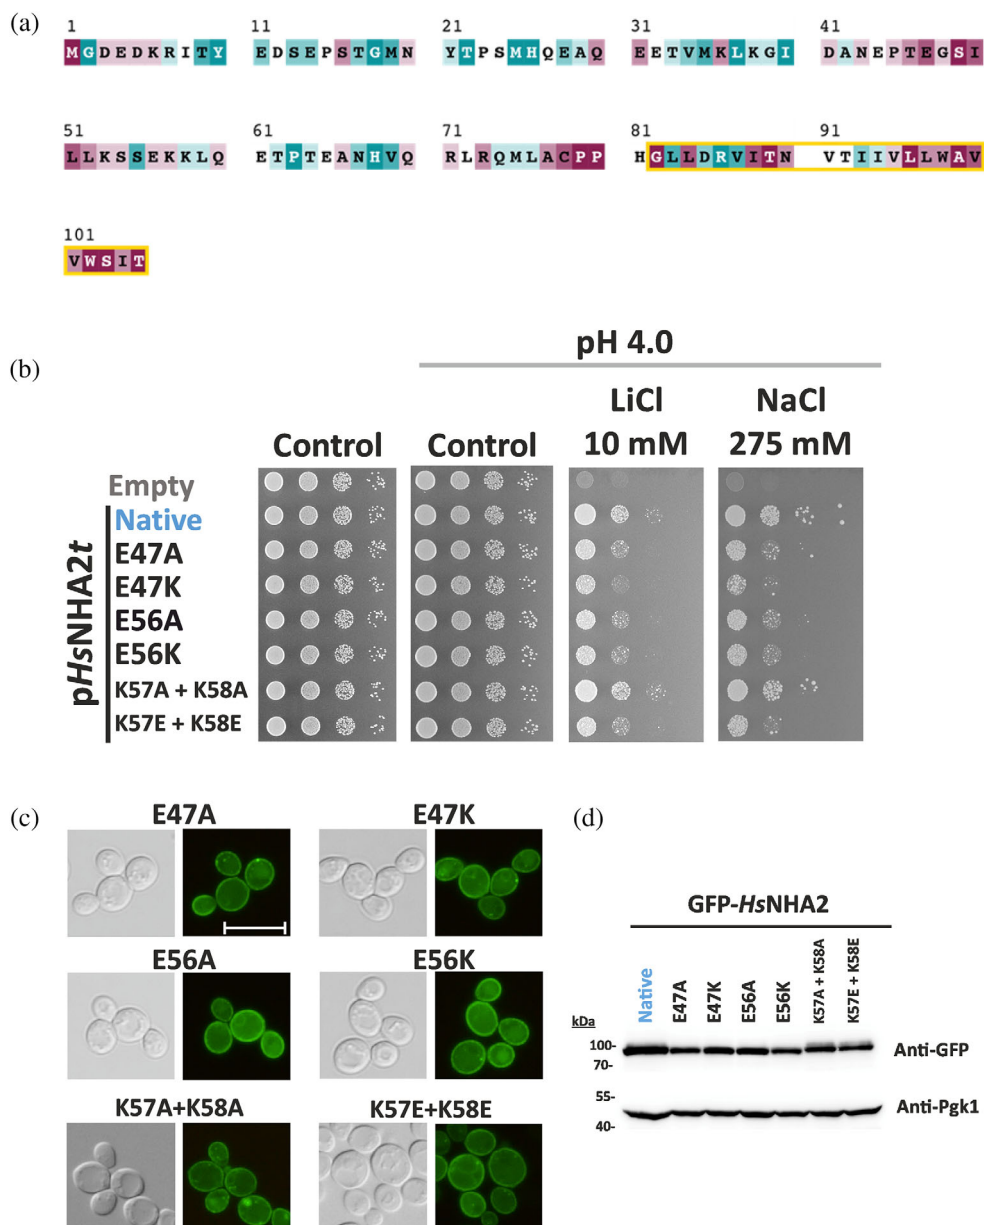 (a)
1 11 21 31 41
MGDEDKRITY EDSEPSTGMN YTPSMHQEAQ EETVMKLKGI DANEPTEGSI
51 61 71 81 91
LLKSSEKKLQ ETPTEANHVQ RLRQMLACPP HGLLDRVITN VTIIVLLWAV
101
VWSIT
pH 4.0
(b)
LiCl NaCl
Control Control 10 mM 275 mM
Empty
Native
E47A
E47K
E56A
E56K
K57A + K58A
K57E + K58E
pHsNHA2t
(c) E47A E47K
E56A E56K
K57A+K58A K57E+K58E
(d)
GFP-HsNHA2
Native E47A E47K E56A E56K K57A + K58A K57E + K58E
kDa
100-
70-
Anti-GFP
55-
40-
Anti-Pgk1